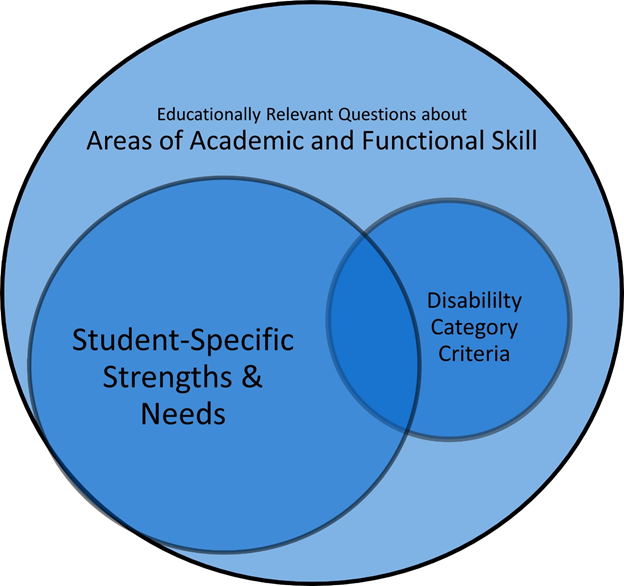 Educationally Relevant Questions about
Areas of Academic and Functional Skill
Student-Specific
Strengths &
Needs
Disabililty
Category
Criteria